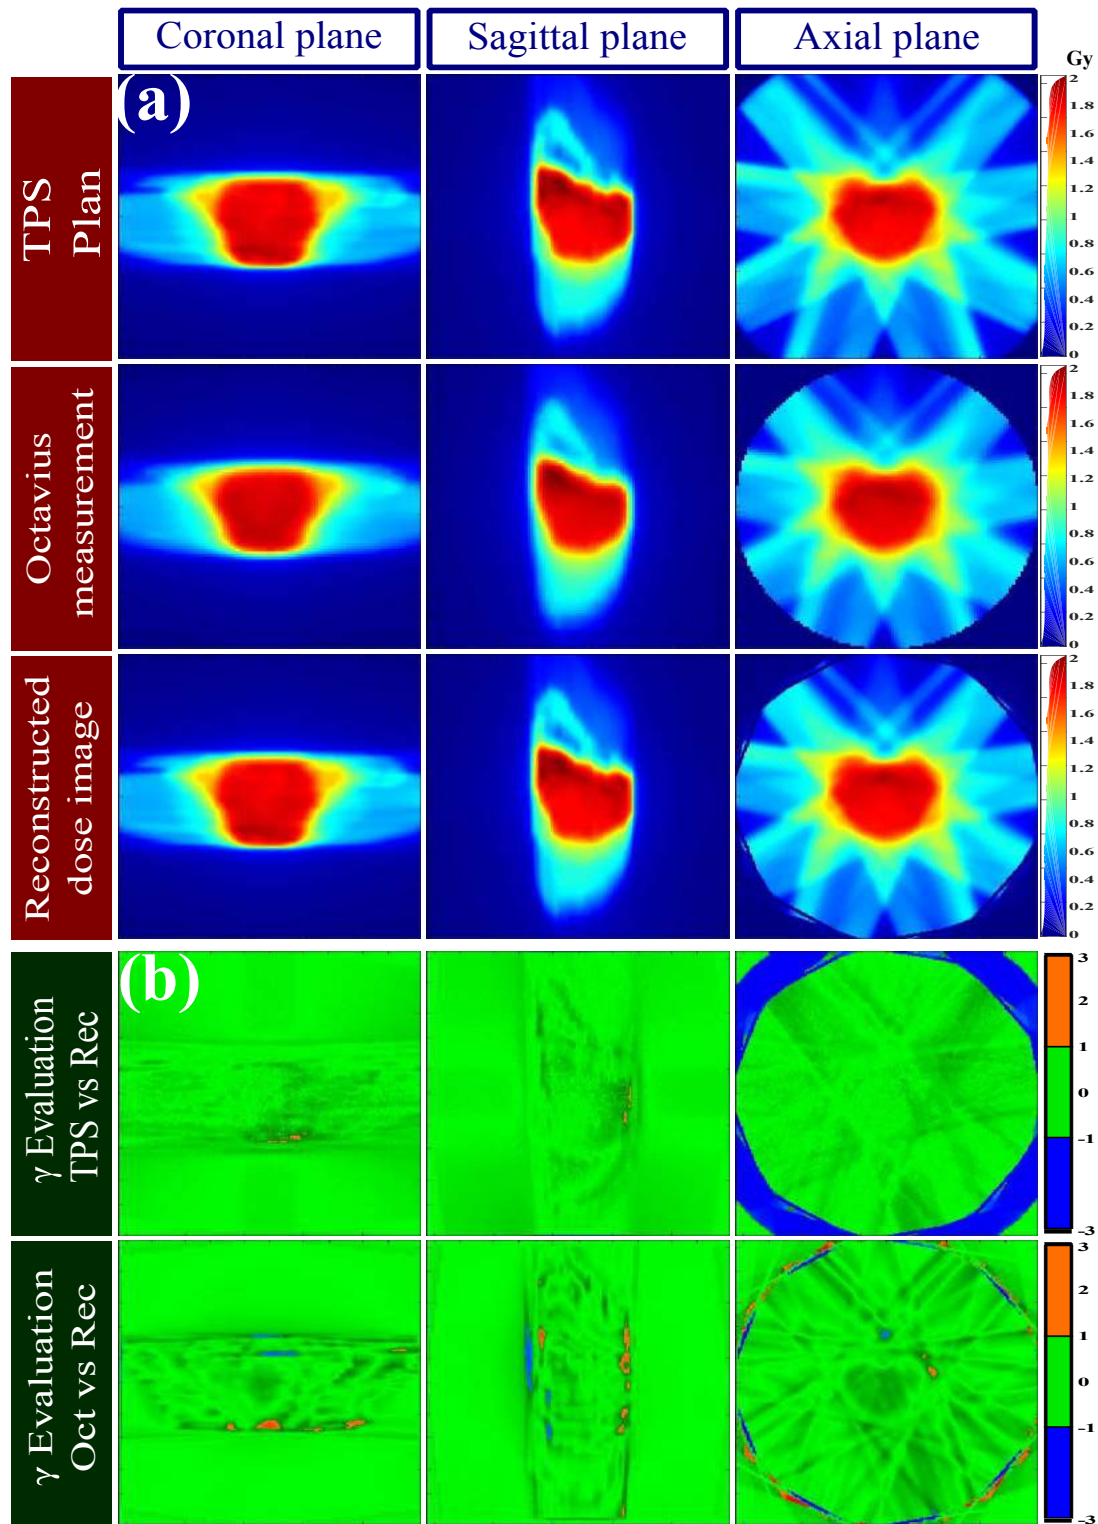 Coronal plane
Sagittal plane
Axial plane
Gy
(a)
TPS
Plan
2
1.8
1.6
1.4
1.2
1
0.8
0.6
0.4
0.2
0
Octavius
measurement
2
1.8
1.6
1.4
1.2
1
0.8
0.6
0.4
0.2
0
Reconstructed
dose image
2
1.8
1.6
1.4
1.2
1
0.8
0.6
0.4
0.2
0
(b)
γ Evaluation
TPS vs Rec
3
2
1
0
-1
-3
γ Evaluation
Oct vs Rec
3
2
1
0
-1
-3